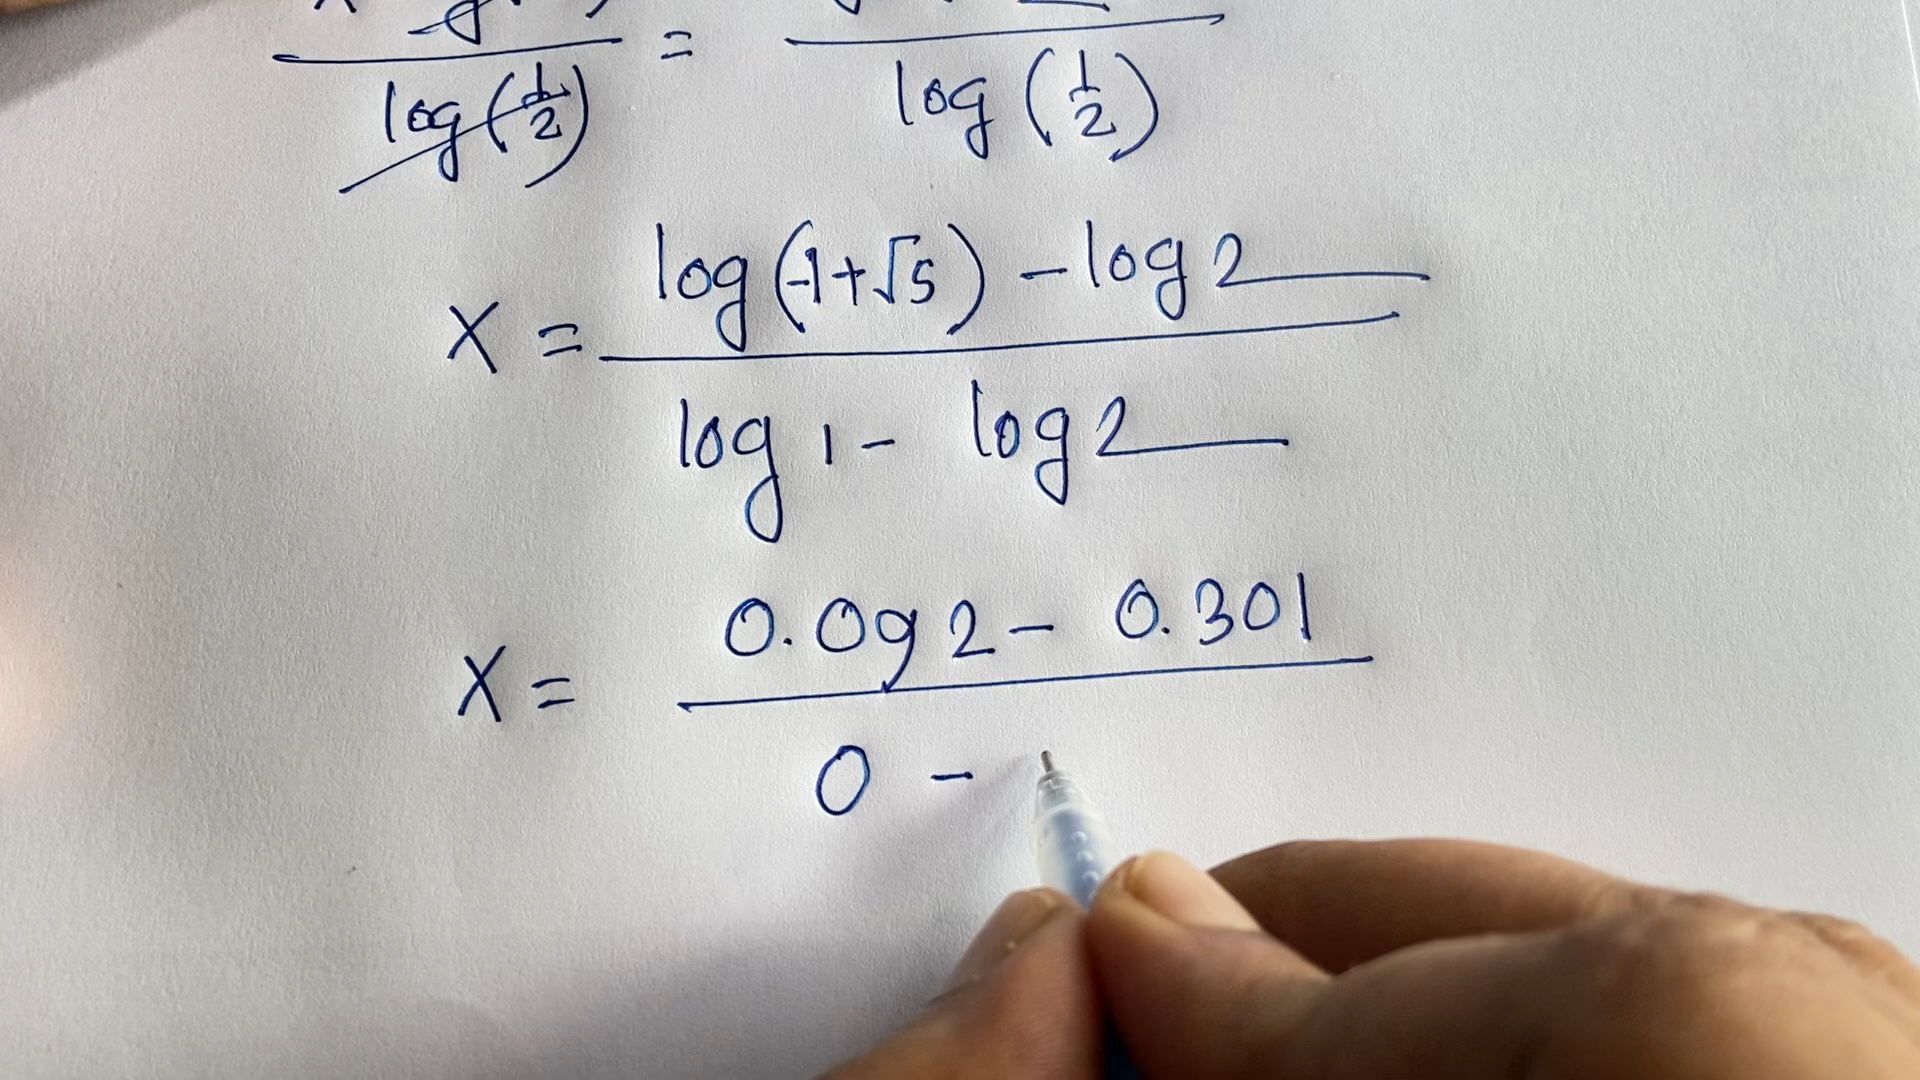 =
log(1/2) log(1/2)
X = log(-1+√5) - log 2
log 1 - log 2
X = 0.092 - 0.301
0 -